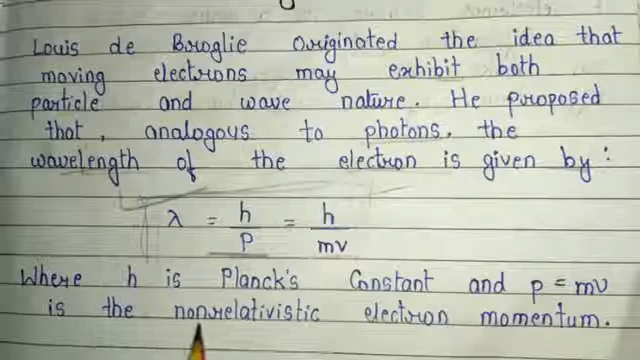 Louis de Broglie Originated the idea that
moving electrons may exhibit both
particle and wave nature. He proposed
that, analogous to photons, the
wavelength of the electron is given by:
λ = h/P = h/mv
Where h is Planck's Constant and p = mv
is the nonrelativistic electron momentum.